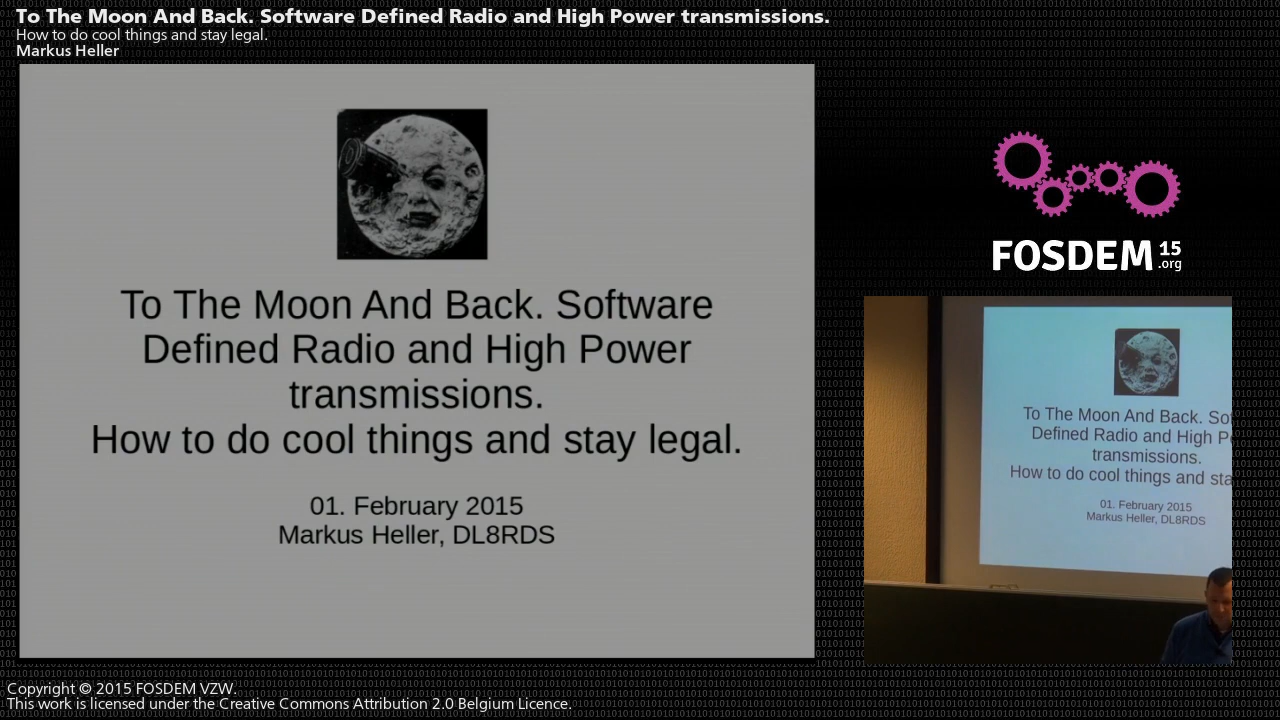 To The Moon And Back. Software Defined Radio and High Power transmissions.
How to do cool things and stay legal.
Markus Heller
To The Moon And Back. Software
Defined Radio and High Power
transmissions.
How to do cool things and stay legal.
01. February 2015
Markus Heller, DL8RDS
FOSDEM 15
.org
To The Moon And Back. Sof
Defined Radio and High P
transmissions.
How to do cool things and sta
01. February 2015
Markus Heller, DL8RDS
Copyright © 2015 FOSDEM VZW.
This work is licensed under the Creative Commons Attribution 2.0 Belgium Licence.